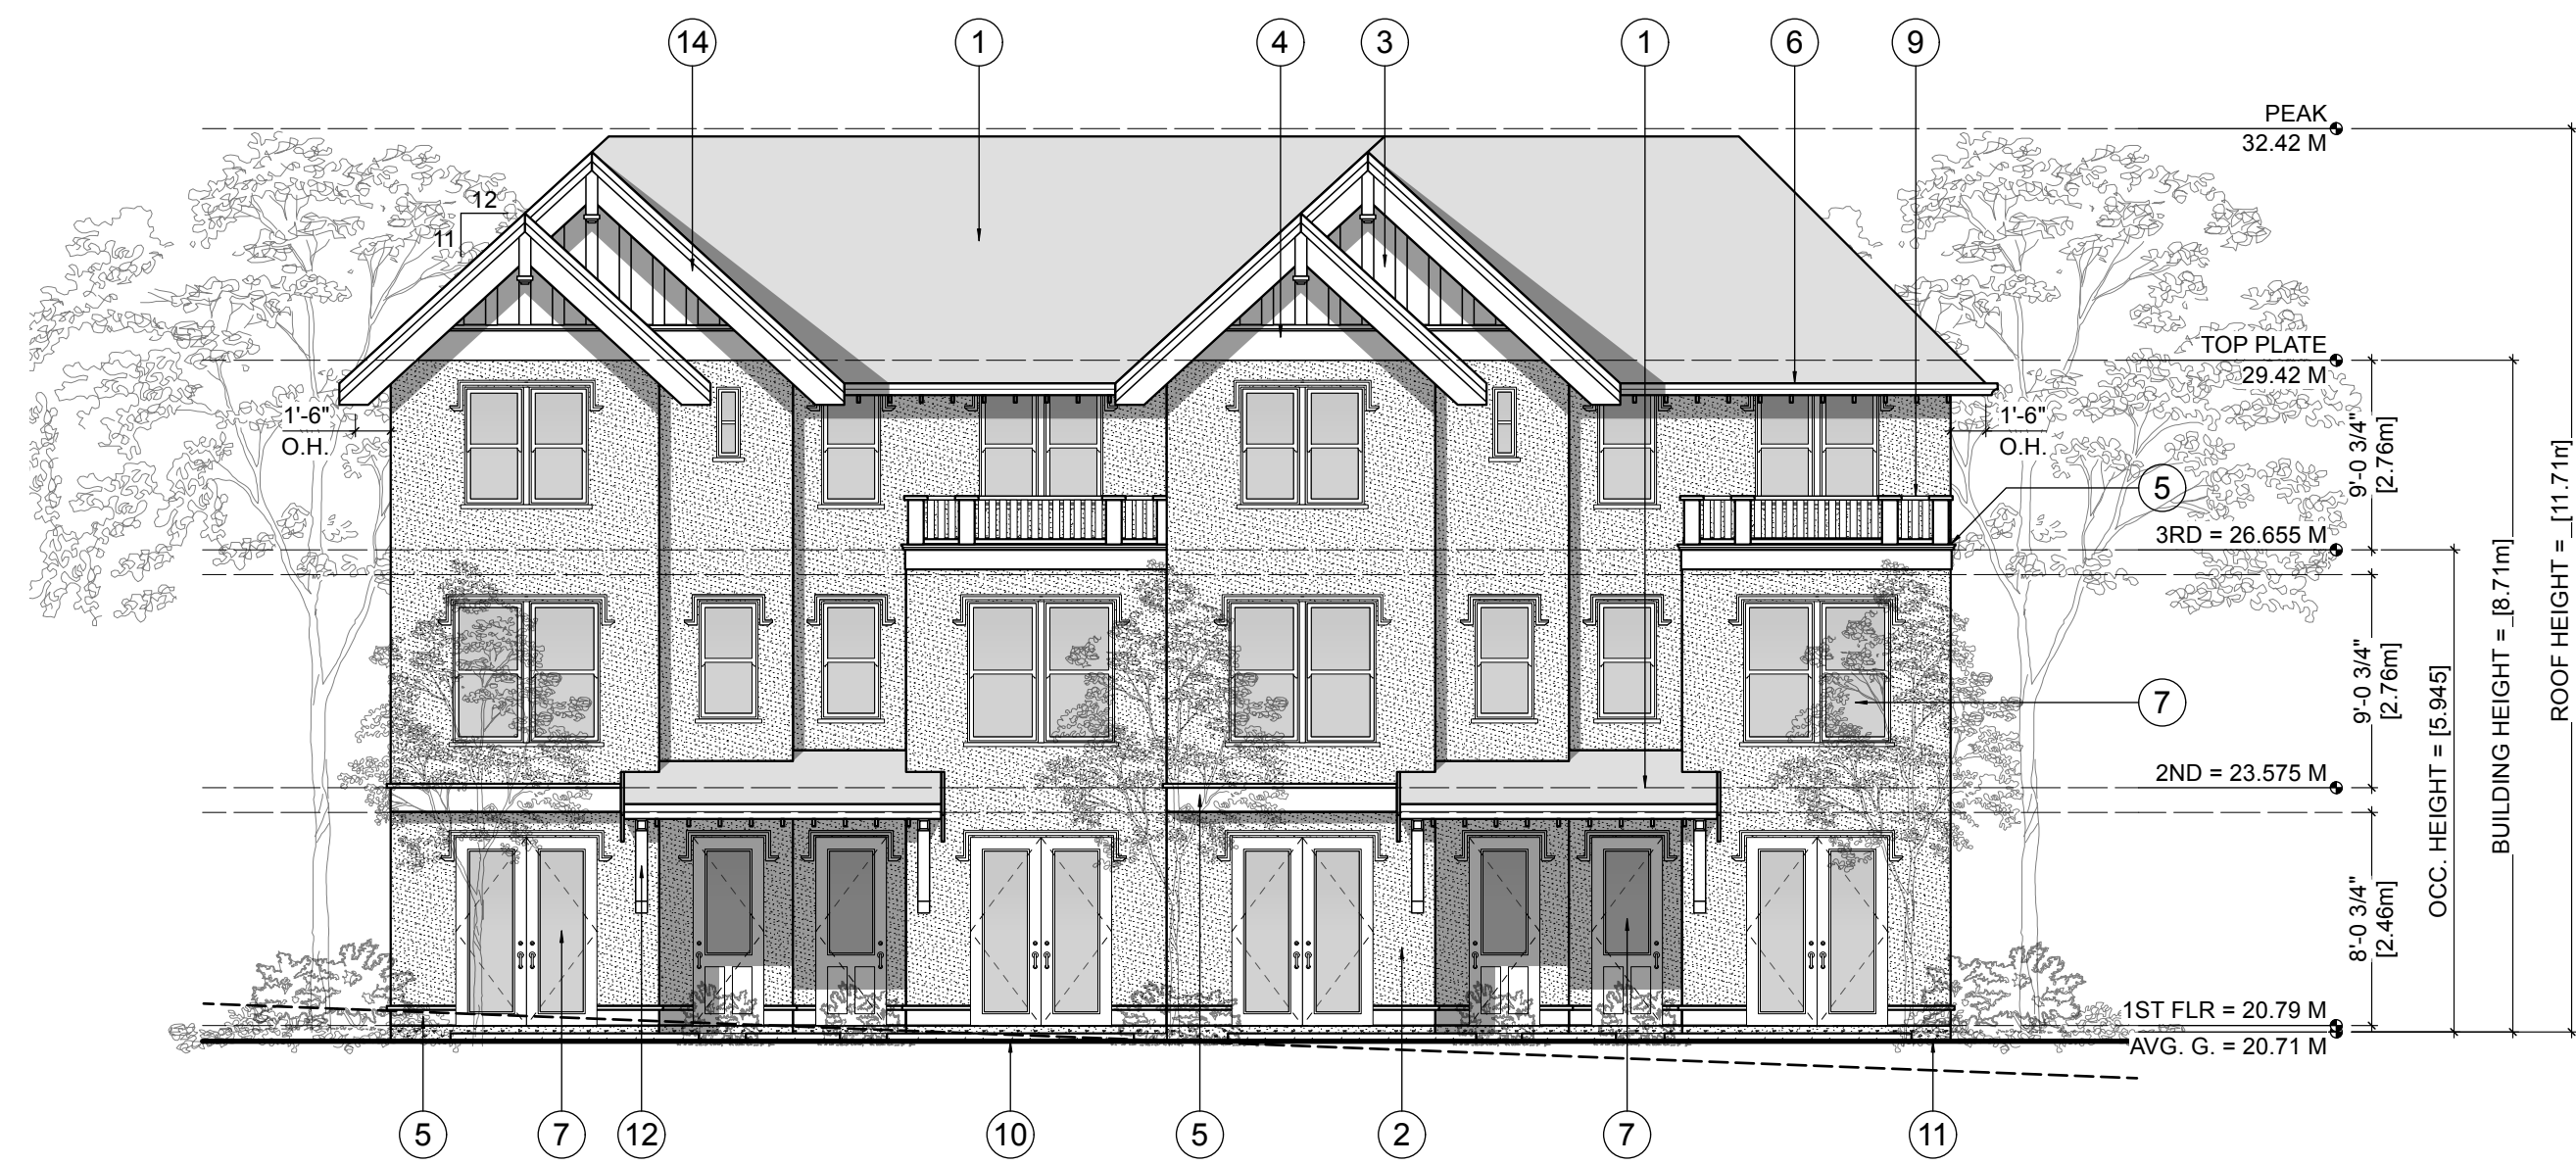 14
1
4
3
1
6
9
PEAK
32.42 M
12
11
TOP PLATE
29.42 M
1'-6"
O.H.
1'-6"
O.H.
9'-0 3/4"
[2.76m]
5
3RD = 26.655 M
9'-0 3/4"
[2.76m]
7
2ND = 23.575 M
8'-0 3/4"
[2.46m]
OCC. HEIGHT = [5.945]
BUILDING HEIGHT = [8.71m]
ROOF HEIGHT = [11.71m]
1ST FLR = 20.79 M
AVG. G. = 20.71 M
5
7
12
10
5
2
7
11